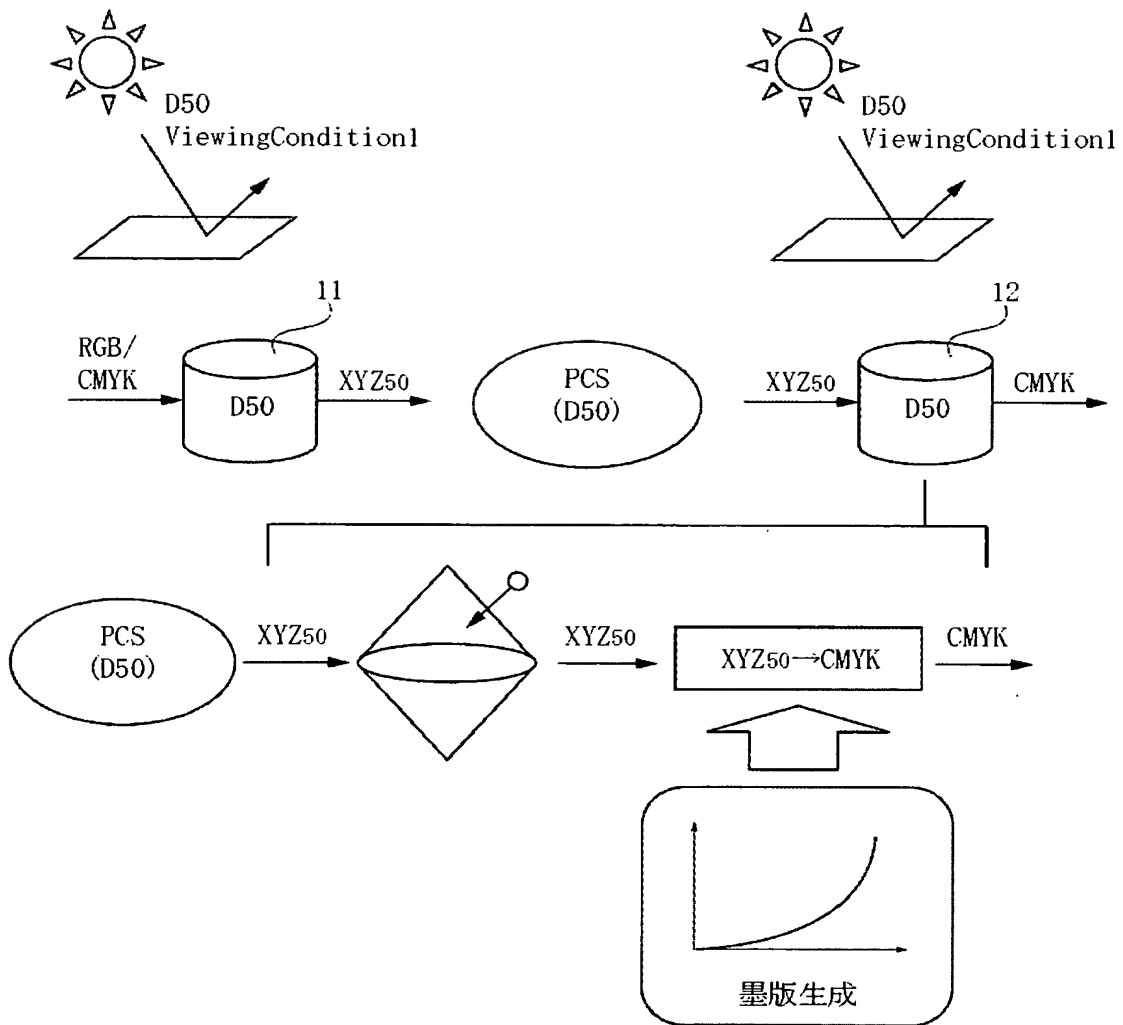 D50
ViewingCondition1
D50
ViewingCondition1
11
12
RGB/
CMYK
D50
XYZ50
PCS
(D50)
XYZ50
D50
CMYK
PCS
(D50)
XYZ50
XYZ50
XYZ50→CMYK
CMYK
墨版生成